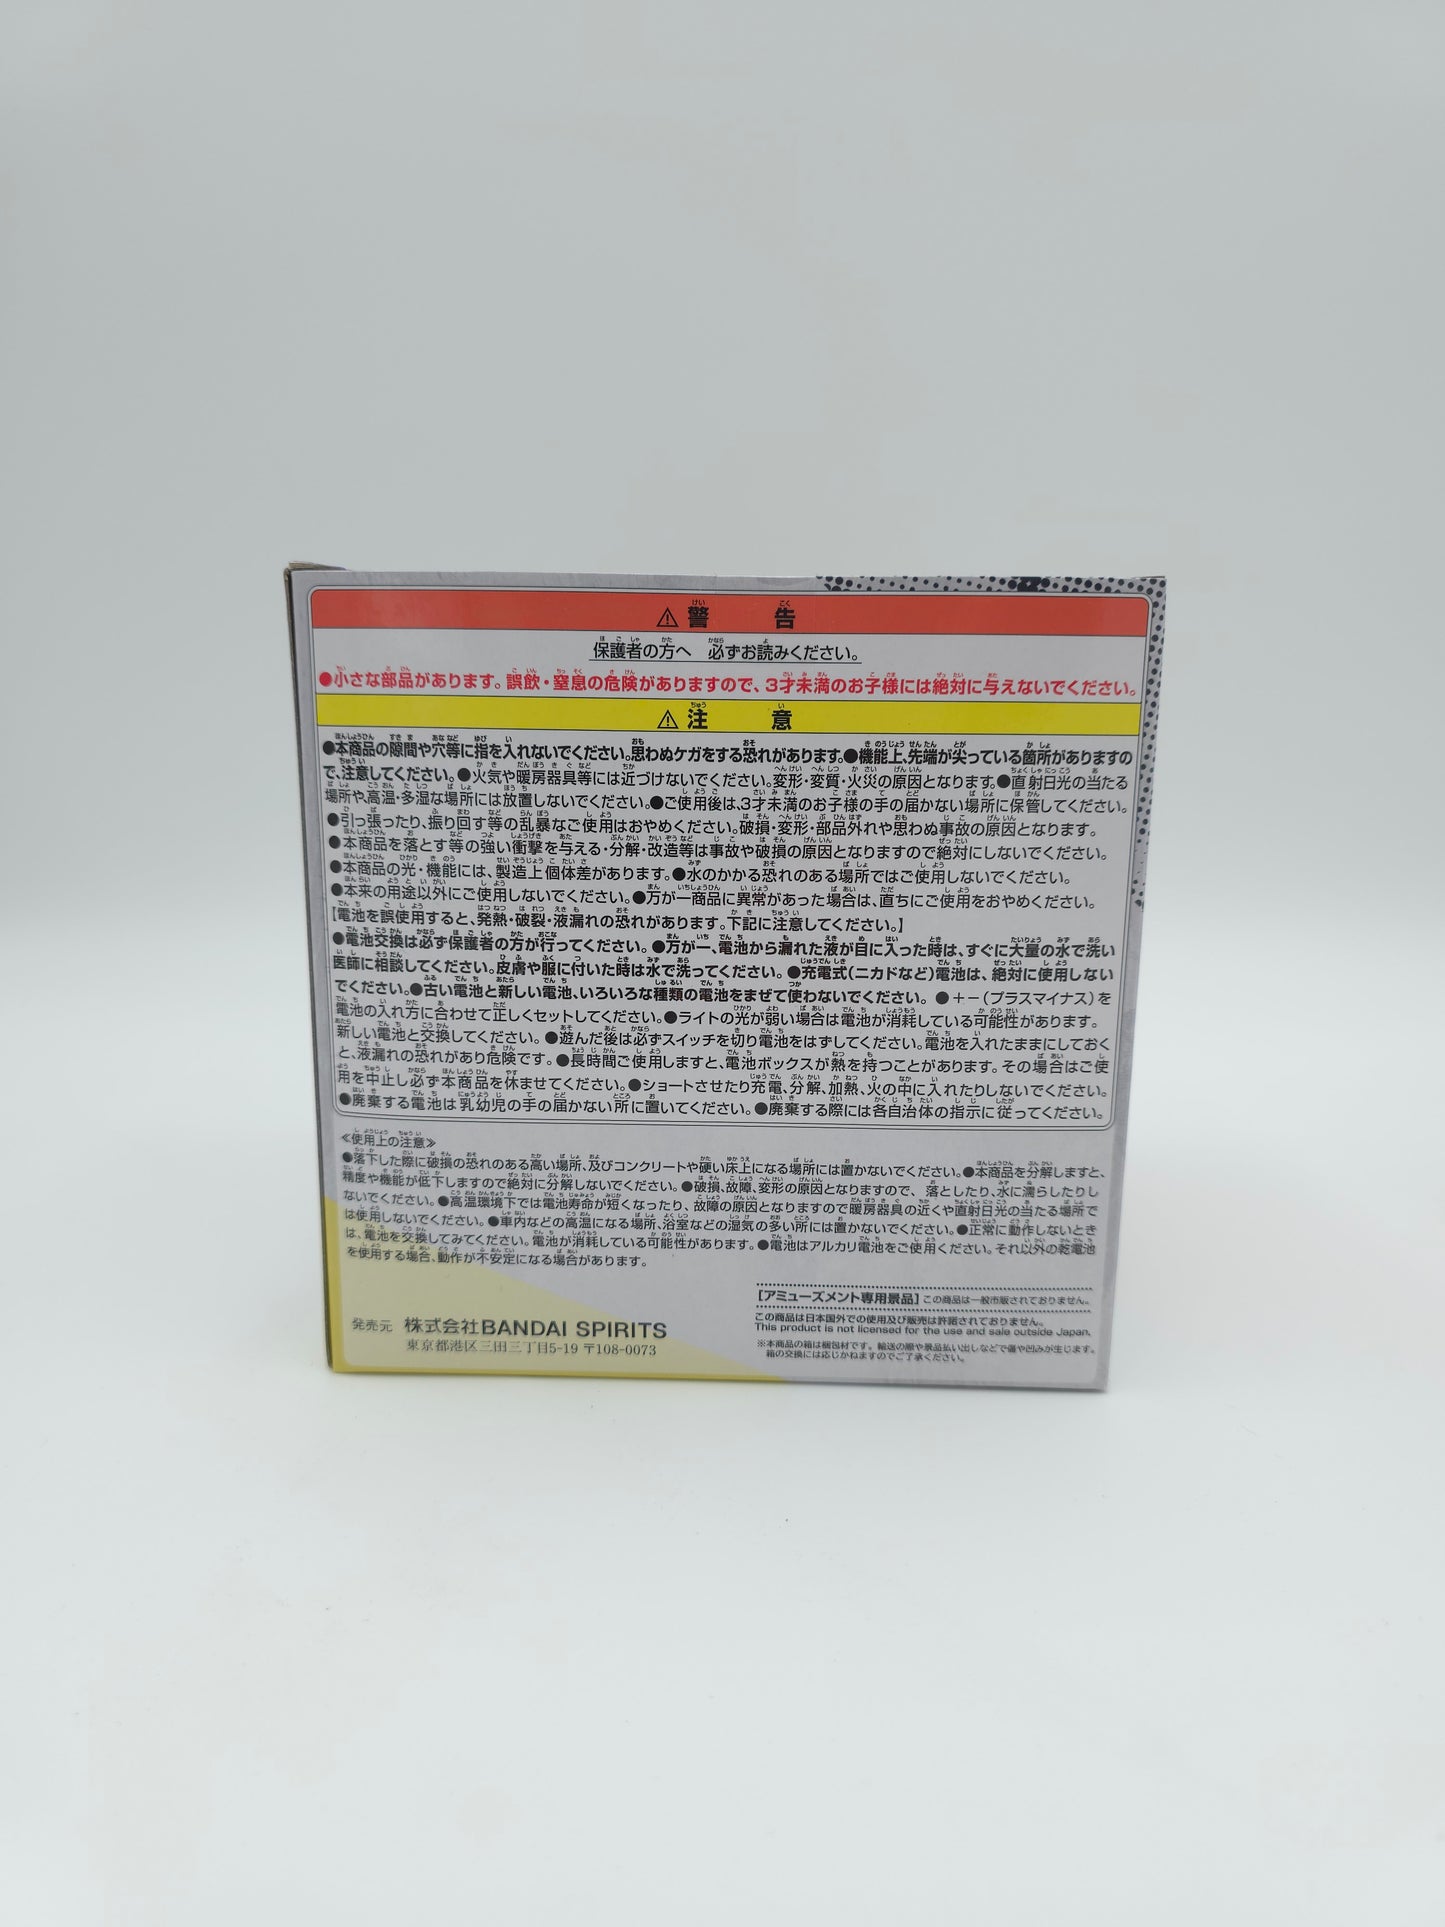 ⚠警告
保護者の方へ 必ずお読みください。
●小さな部品があります。誤飲・窒息の危険がありますので、3才未満のお子様には絶対に与えないでください。
⚠注意
●本商品の隙間や穴等に指を入れないでください。思わぬケガをする恐れがあります。●機能上、先端が尖っている箇所がありますの
で、注意してください。●火気や暖房器具等には近づけないでください。変形・変質・火災の原因となります。●直射日光の当たる
場所や、高温・多湿な場所には放置しないでください。●ご使用後は、3才未満のお子様の手の届かない場所に保管してください。
●引っ張ったり、振り回す等の乱暴なご使用はおやめください。破損・変形・部品外れや思わぬ事故の原因となります。
●本商品を落とす等の強い衝撃を与える・分解・改造等は事故や破損の原因となりますので絶対にしないでください。
●本商品の光・機能には、製造上個体差があります。●水のかかる恐れのある場所ではご使用しないでください。
●本来の用途以外にご使用しないでください。●万が一商品に異常があった場合は、直ちにご使用をおやめください。
【電池を誤使用すると、発熱・破裂・液漏れの恐れがあります。下記に注意してください。】
●電池交換は必ず保護者の方が行ってください。●万が一、電池から漏れた液が目に入った時は、すぐに大量の水で洗い
医師に相談してください。皮膚や服に付いた時は水で洗ってください。●充電式(ニカドなど)電池は、絶対に使用しない
でください。●古い電池と新しい電池、いろいろな種類の電池をまぜて使わないでください。●＋－(プラスマイナス)を
電池の入れ方に合わせて正しくセットしてください。●ライトの光が弱い場合は電池が消耗している可能性があります。
新しい電池と交換してください。●遊んだ後は必ずスイッチを切り電池をはずしてください。電池を入れたままにしておく
と、液漏れの恐れがあり危険です。●長時間ご使用しますと、電池ボックスが熱を持つことがあります。その場合はご使
用を中止し必ず本商品を休ませてください。●ショートさせたり充電、分解、加熱、火の中に入れたりしないでください。
●廃棄する電池は乳幼児の手の届かない所に置いてください。●廃棄する際には各自治体の指示に従ってください。
≪使用上の注意≫
●落下した際に破損の恐れのある高い場所、及びコンクリートや硬い床上になる場所には置かないでください。●本商品を分解しますと、
精度や機能が低下しますので絶対に分解しないでください。●破損、故障、変形の原因となりますので、落としたり、水に濡らしたりし
ないでください。●高温環境下では電池寿命が短くなったり、故障の原因となりますので暖房器具の近くや直射日光の当たる場所で
は使用しないでください。●車内などの高温になる場所、浴室などの湿気の多い所には置かないでください。●正常に動作しないとき
は、電池を交換してみてください。電池が消耗している可能性があります。●電池はアルカリ電池をご使用ください。それ以外の乾電池
を使用する場合、動作が不安定になる場合があります。
【アミューズメント専用景品】この商品は一般市販されておりません。
この商品は日本国外での使用及び販売は許諾されておりません。
This product is not licensed for the use and sale outside Japan.
※本商品の箱は梱包材です。輸送の際や景品払い出しなどで傷や凹みが生じます。
箱の交換には応じかねますのでご了承ください。
発売元 株式会社BANDAI SPIRITS
東京都港区三田三丁目5-19 〒108-0073